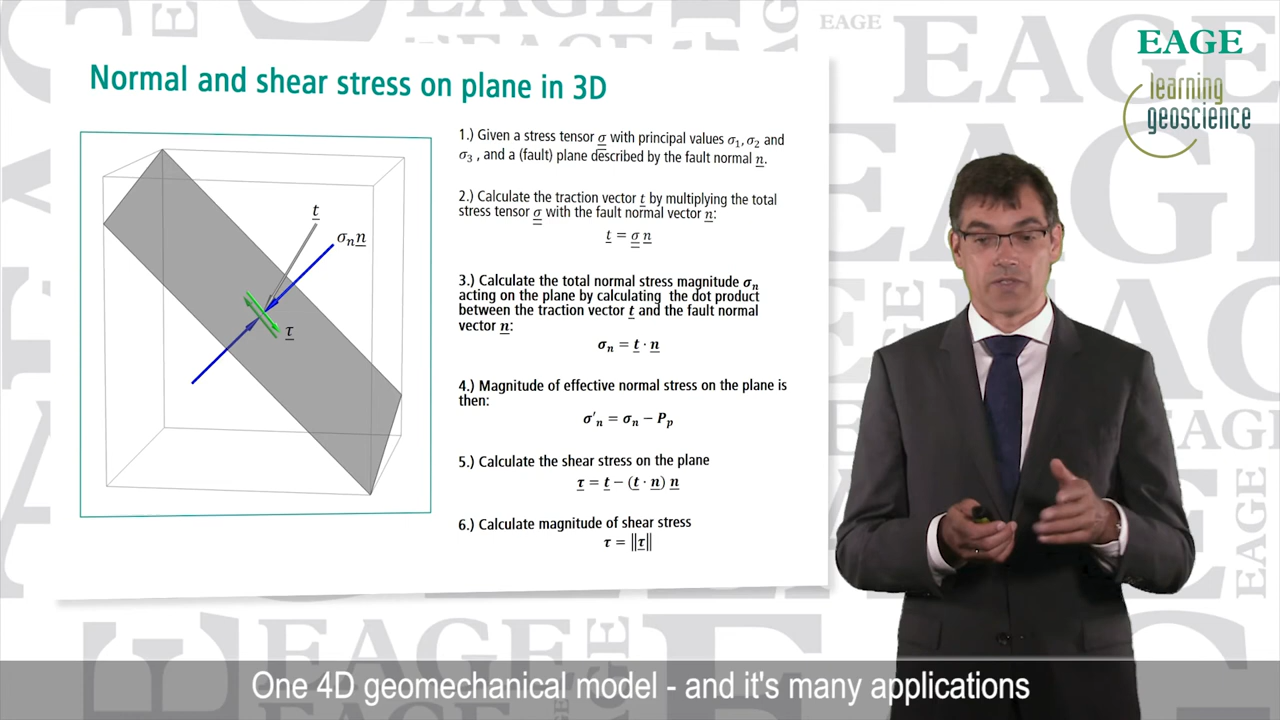 EAGE
EAGE
learning
geoscience
Normal and shear stress on plane in 3D
t
σₙn
τ
1.) Given a stress tensor σ with principal values σ₁, σ₂ and
σ₃ , and a (fault) plane described by the fault normal n.
2.) Calculate the traction vector t by multiplying the total
stress tensor σ with the fault normal vector n:
t = σ n
3.) Calculate the total normal stress magnitude σₙ
acting on the plane by calculating the dot product
between the traction vector t and the fault normal
vector n:
σₙ = t · n
4.) Magnitude of effective normal stress on the plane is
then:
σ'ₙ = σₙ − Pₚ
5.) Calculate the shear stress on the plane
τ = t − (t · n) n
6.) Calculate magnitude of shear stress
τ = ‖τ‖
EAGE
EAGE
EAGE
EAGE
One 4D geomechanical model - and it's many applications